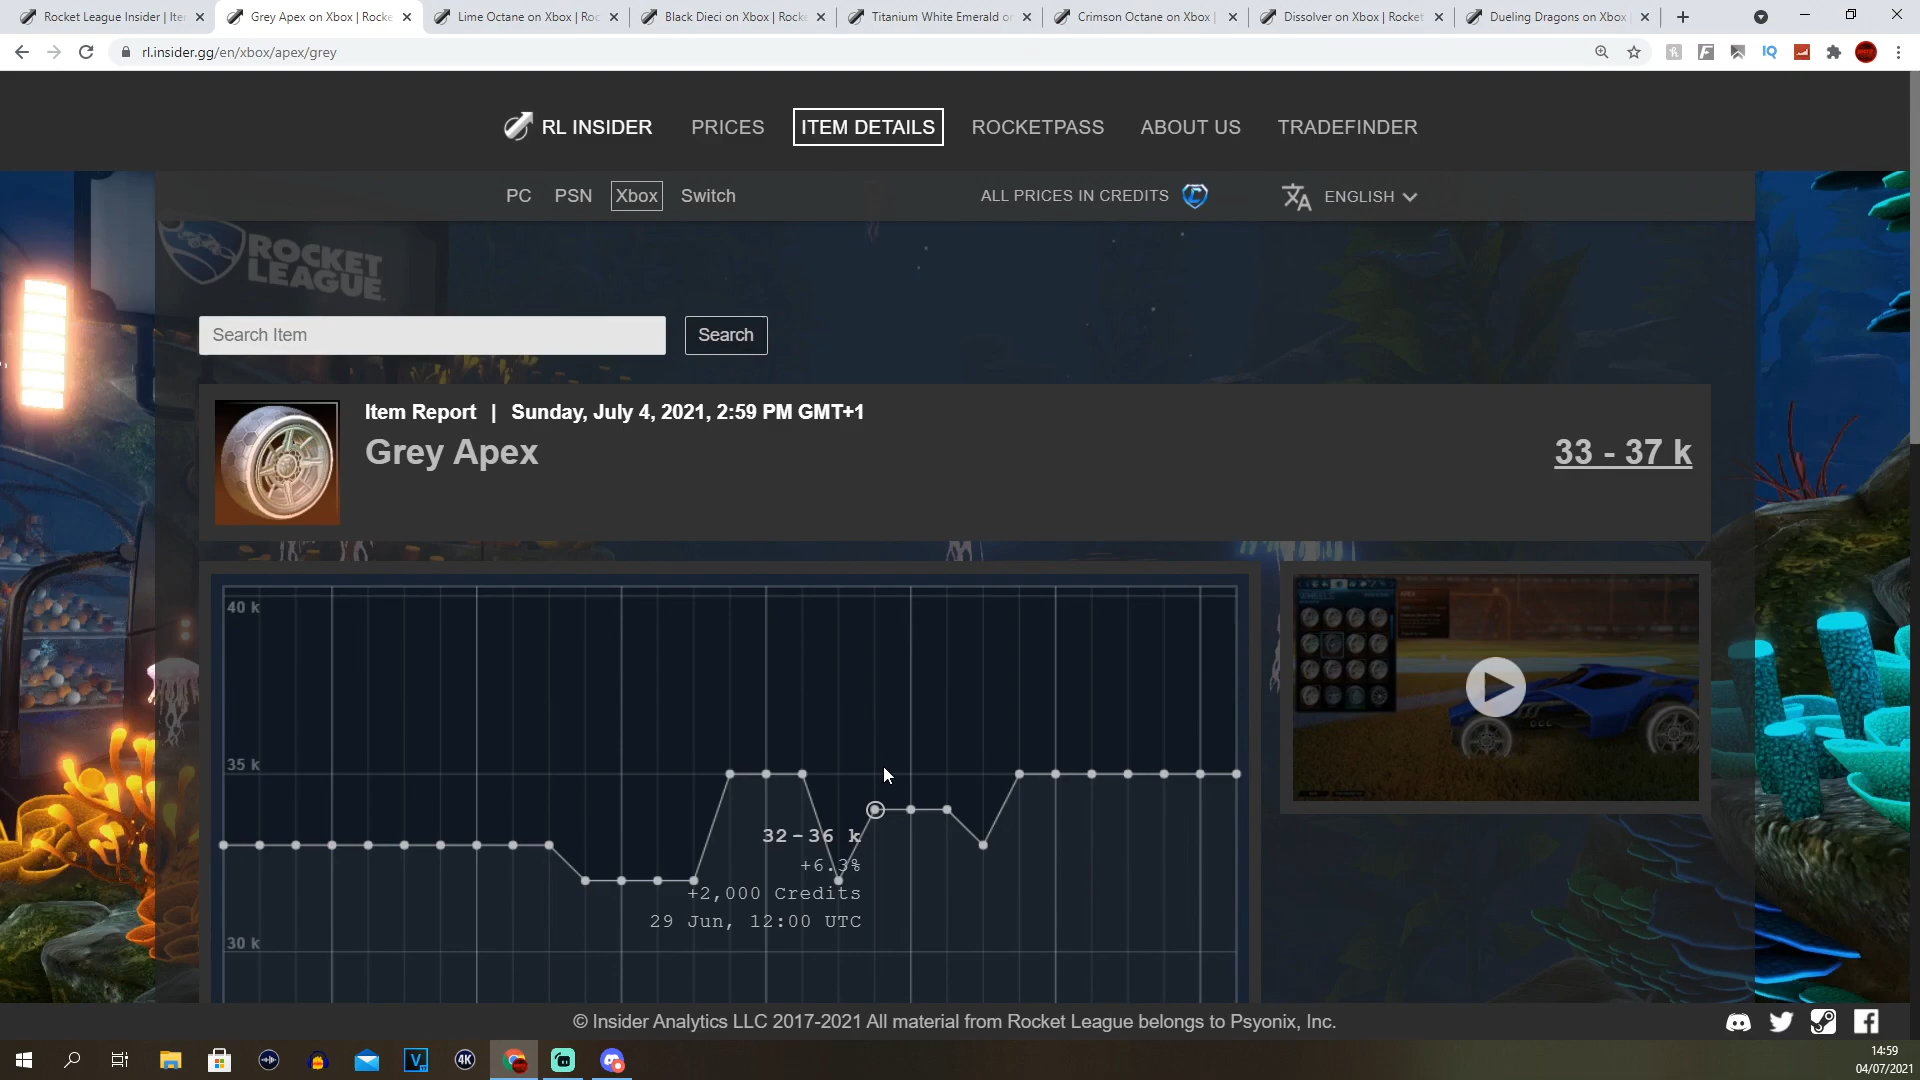 Rocket League Insider | Iter
Grey Apex on Xbox | Rocke
Lime Octane on Xbox | Roc
Black Dieci on Xbox | Rocke
Titanium White Emerald or
Crimson Octane on Xbox |
Dissolver on Xbox | Rocket
Dueling Dragons on Xbox
rl.insider.gg/en/xbox/apex/grey
IQ
RL INSIDER
PRICES
ITEM DETAILS
ROCKETPASS
ABOUT US
TRADEFINDER
PC
PSN
Xbox
Switch
ALL PRICES IN CREDITS
ENGLISH
ROCKET
LEAGUE
Search Item
Search
Item Report | Sunday, July 4, 2021, 2:59 PM GMT+1
Grey Apex
33 - 37 k
40 k
35 k
30 k
32-36 k
+6.3%
+2,000 Credits
29 Jun, 12:00 UTC
WHEELS
© Insider Analytics LLC 2017-2021 All material from Rocket League belongs to Psyonix, Inc.
V
4K
14:59
04/07/2021